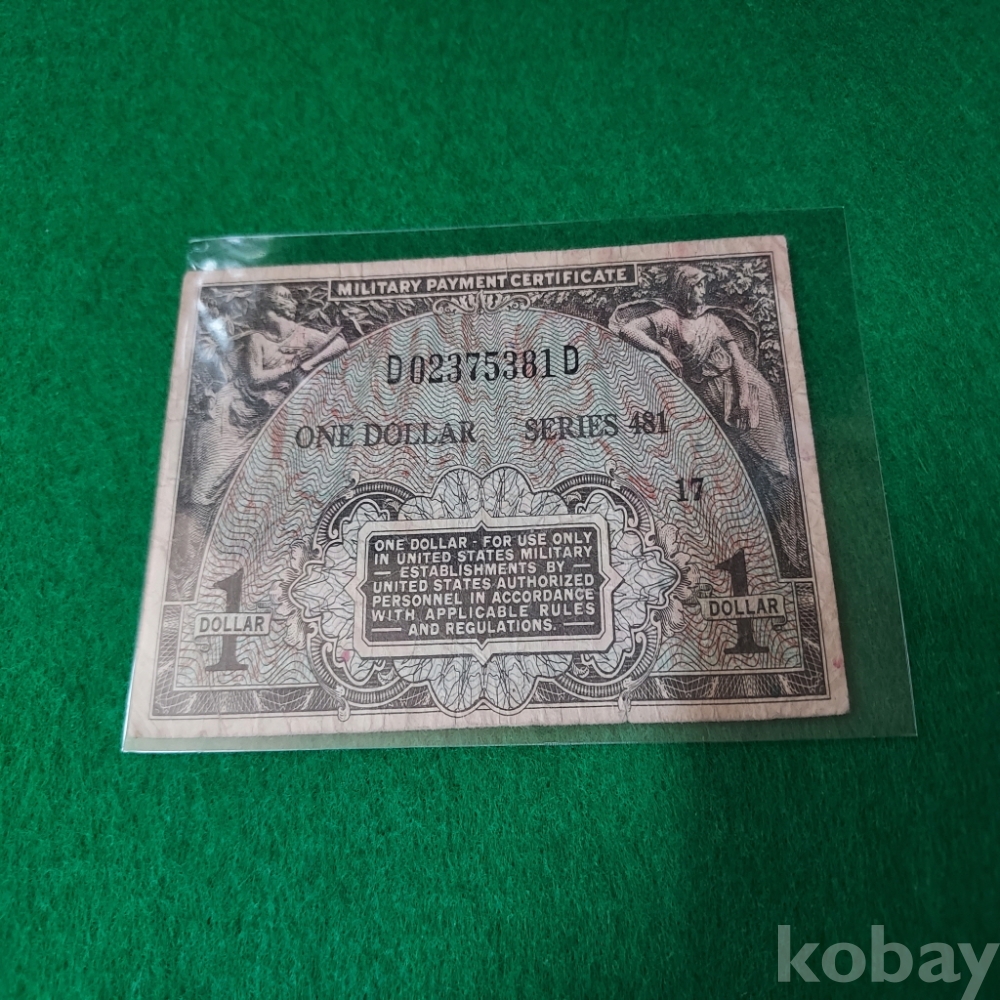 MILITARY PAYMENT CERTIFICATE
D02375381D
ONE DOLLAR SERIES 481
17
ONE DOLLAR - FOR USE ONLY
IN UNITED STATES MILITARY
ESTABLISHMENTS BY
UNITED STATES AUTHORIZED
PERSONNEL IN ACCORDANCE
WITH APPLICABLE RULES
AND REGULATIONS.
1
DOLLAR
1
DOLLAR
kobay